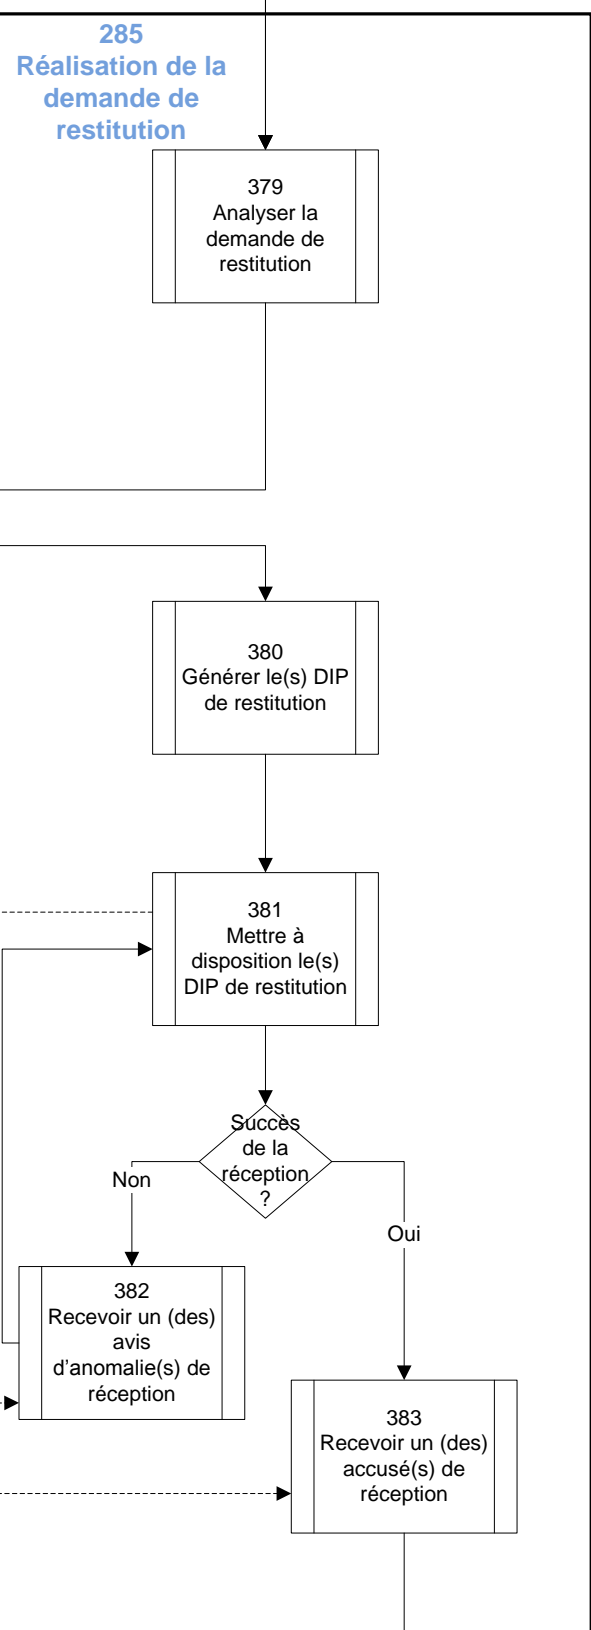 285
Réalisation de la
demande de
restitution
379
Analyser la
demande de
restitution
380
Générer le(s) DIP
de restitution
381
Mettre à
disposition le(s)
DIP de restitution
Succès
de la
réception
?
Non
Oui
382
Recevoir un (des)
avis
d'anomalie(s) de
réception
383
Recevoir un (des)
accusé(s) de
réception